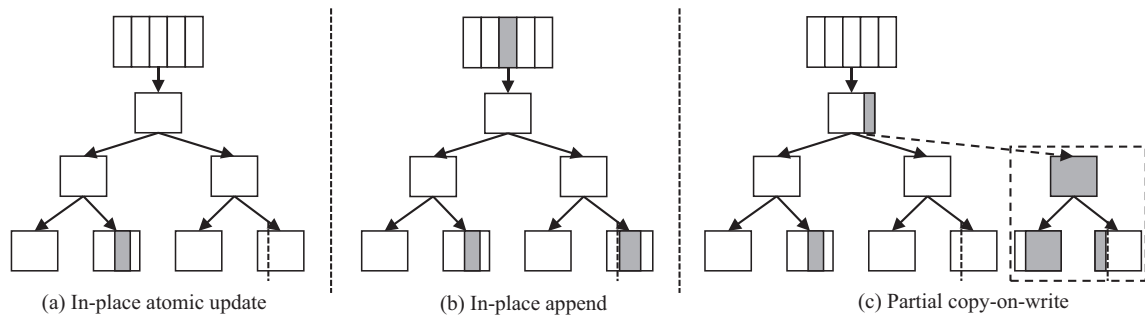 (a) In-place atomic update
(b) In-place append
(c) Partial copy-on-write